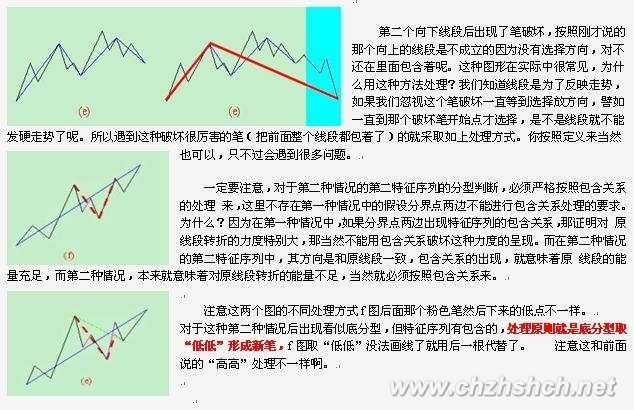 第二个向下线段后出现了笔破坏，按照刚才说的
那个向上的线段是不成立的因为没有选择方向，对不
还在里面包含着呢。这种图形在实际中很常见，为什
么用这种方法处理？我们知道线段是为了反映走势，
如果我们忽视这个笔破坏一直等到选择放方向，譬如
一直到那个破坏笔开始点才选择，是不是线段就不能
发硬走势了呢。所以遇到这种破坏很厉害的笔（把前面整个线段都包着了）的就采取如上处理方式。你按照定义来当然
也可以，只不过会遇到很多问题。
(e)
(e)
一定要注意，对于第二种情况的第二特征序列的分型判断，必须严格按照包含关系
的处理 来，这里不存在第一种情况中的假设分界点两边不能进行包含关系处理的要求。
为什么？因为在第一种情况中，如果分界点两边出现特征序列的包含关系，那证明对 原
线段转折的力度特别大，那当然不能用包含关系破坏这种力度的呈现。而在第二种情况
的第二特征序列中，其方向是和原线段一致，包含关系的出现，就意味着原 线段的能
量充足，而第二种情况，本来就意味着对原线段转折的能量不足，当然就必须按照包含关系来。
(f)
注意这两个图的不同处理方式 f 图后面那个粉色笔然后下来的低点不一样。
对于这种第二种情况后出现看似底分型，但特征序列有包含的，处理原则就是底分型取
“低低”形成新笔，f 图取“低低”没法画线了就用后一根代替了。 注意这和前面
说的“高高”处理不一样啊。
(e)
www.chzhshch.net